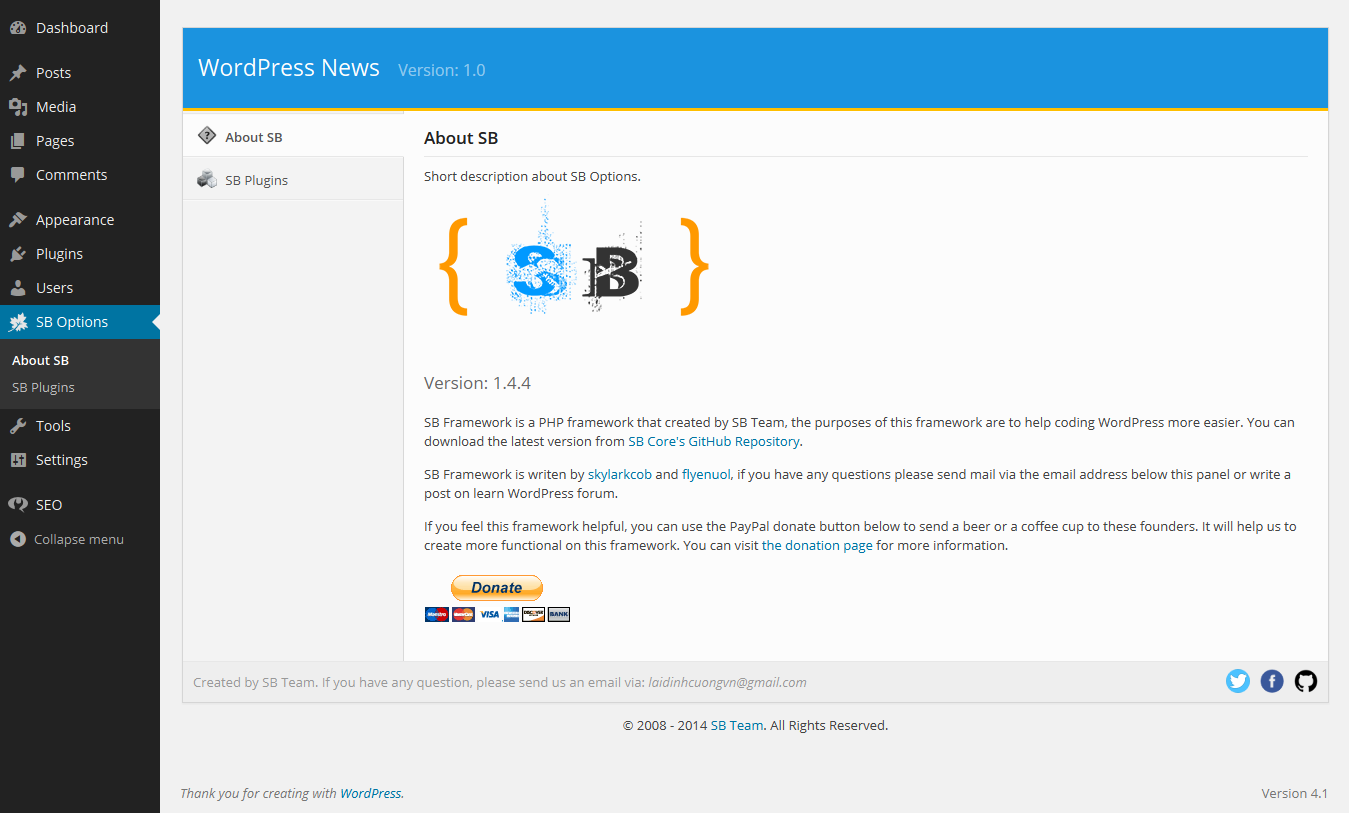 Dashboard
Posts
Media
Pages
Comments
Appearance
Plugins
Users
SB Options
About SB
SB Plugins
Tools
Settings
SEO
Collapse menu
WordPress News Version: 1.0
About SB
SB Plugins
About SB
Short description about SB Options.
{ SB }
Version: 1.4.4
SB Framework is a PHP framework that created by SB Team, the purposes of this framework are to help coding WordPress more easier. You can
download the latest version from SB Core's GitHub Repository.
SB Framework is writen by skylarkcob and flyenuol, if you have any questions please send mail via the email address below this panel or write a
post on learn WordPress forum.
If you feel this framework helpful, you can use the PayPal donate button below to send a beer or a coffee cup to these founders. It will help us to
create more functional on this framework. You can visit the donation page for more information.
Donate
Maestro MasterCard VISA DISCOVER BANK
Created by SB Team. If you have any question, please send us an email via: laidinhcuongvn@gmail.com
© 2008 - 2014 SB Team. All Rights Reserved.
Thank you for creating with WordPress.
Version 4.1